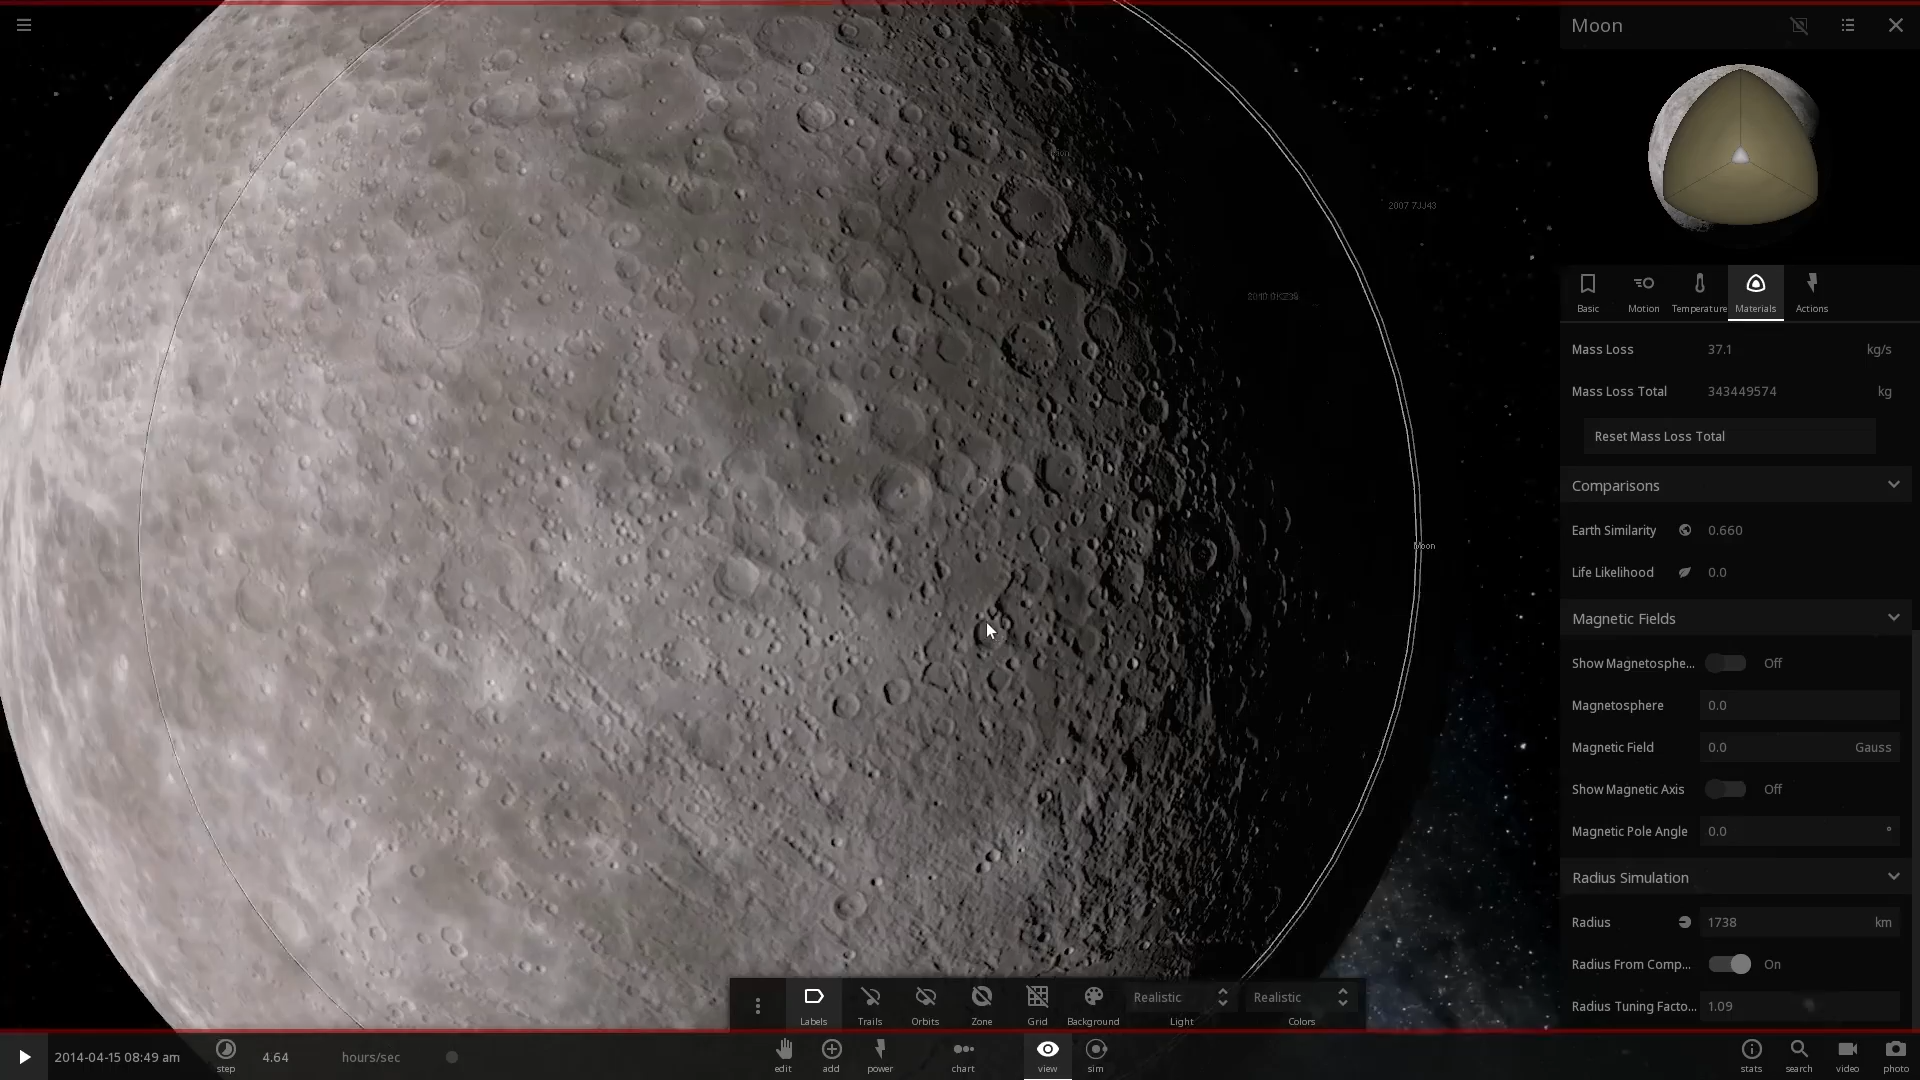 Moon
2007 7JJ43
Moon
Basic
Motion
Temperature
Materials
Actions
Mass Loss 37.1 kg/s
Mass Loss Total 343449574 kg
Reset Mass Loss Total
Comparisons
Earth Similarity 0.660
Life Likelihood 0.0
Magnetic Fields
Show Magnetosphe... Off
Magnetosphere 0.0
Magnetic Field 0.0 Gauss
Show Magnetic Axis Off
Magnetic Pole Angle 0.0 °
Radius Simulation
Radius 1738 km
Radius From Comp... On
Radius Tuning Facto... 1.09
Labels
Trails
Orbits
Zone
Grid
Background
Realistic
Light
Realistic
Colors
2014-04-15 08:49 am
step
4.64 hours/sec
edit
add
power
chart
view
sim
stats
search
video
photo